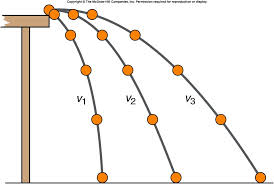 Copyright © The McGraw-Hill Companies, Inc. Permission required for reproduction or display.
v1 v2 v3